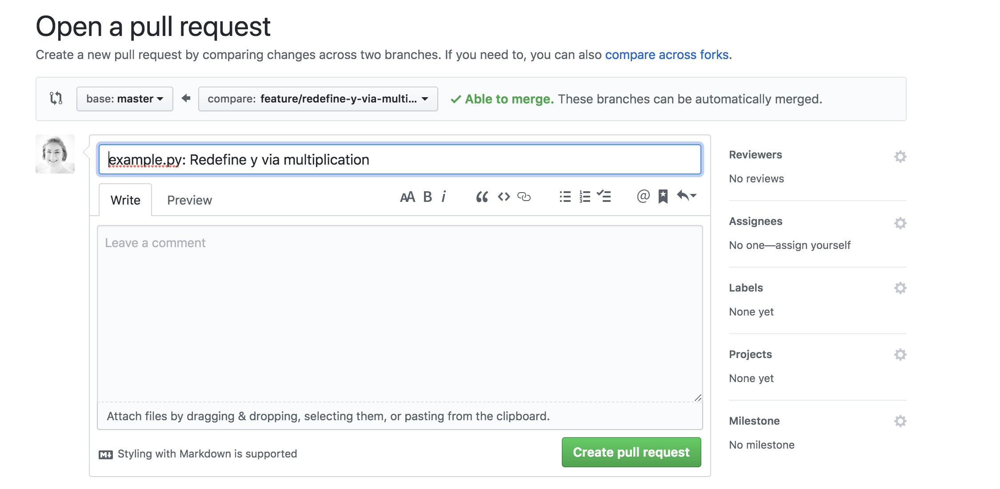 Open a pull request
Create a new pull request by comparing changes across two branches. If you need to, you can also compare across forks.
base: master
compare: feature/redefine-y-via-multi...
Able to merge. These branches can be automatically merged.
example.py: Redefine y via multiplication
Write Preview
AA B i
Leave a comment
Attach files by dragging & dropping, selecting them, or pasting from the clipboard.
Styling with Markdown is supported
Create pull request
Reviewers
No reviews
Assignees
No one—assign yourself
Labels
None yet
Projects
None yet
Milestone
No milestone